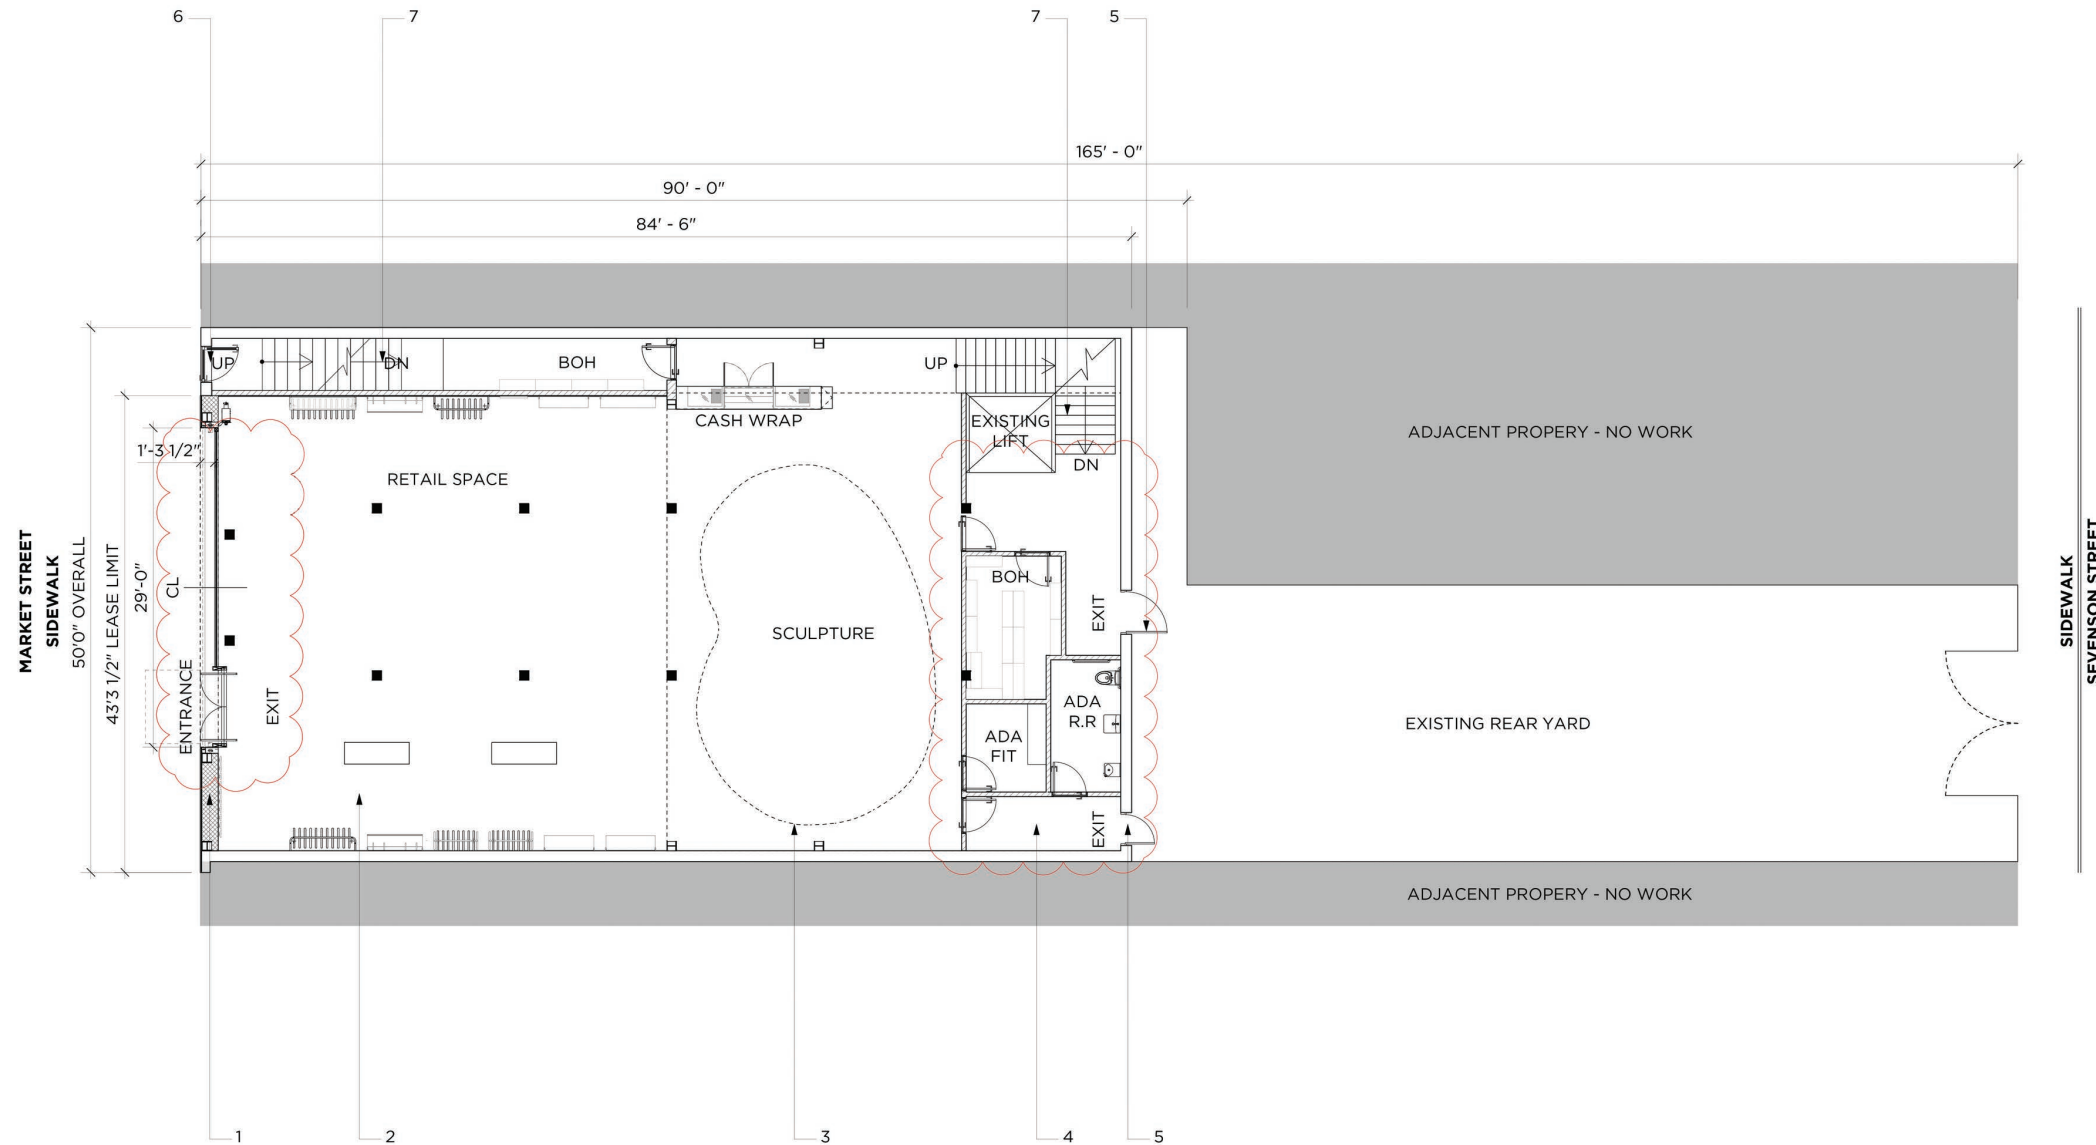 6
7
7
5
165' - 0"
90' - 0"
84' - 6"
UP
DN
BOH
UP
CASH WRAP
EXISTING
LIFT
DN
1'-3 1/2"
RETAIL SPACE
ADJACENT PROPERY - NO WORK
MARKET STREET
SIDEWALK
50'0" OVERALL
43'3 1/2" LEASE LIMIT
29'-0"
CL
ENTRANCE
EXIT
SCULPTURE
BOH
EXIT
ADA
R.R
ADA
FIT
EXIT
EXISTING REAR YARD
SIDEWALK
SEVENSON STREET
ADJACENT PROPERY - NO WORK
1
2
3
4
5